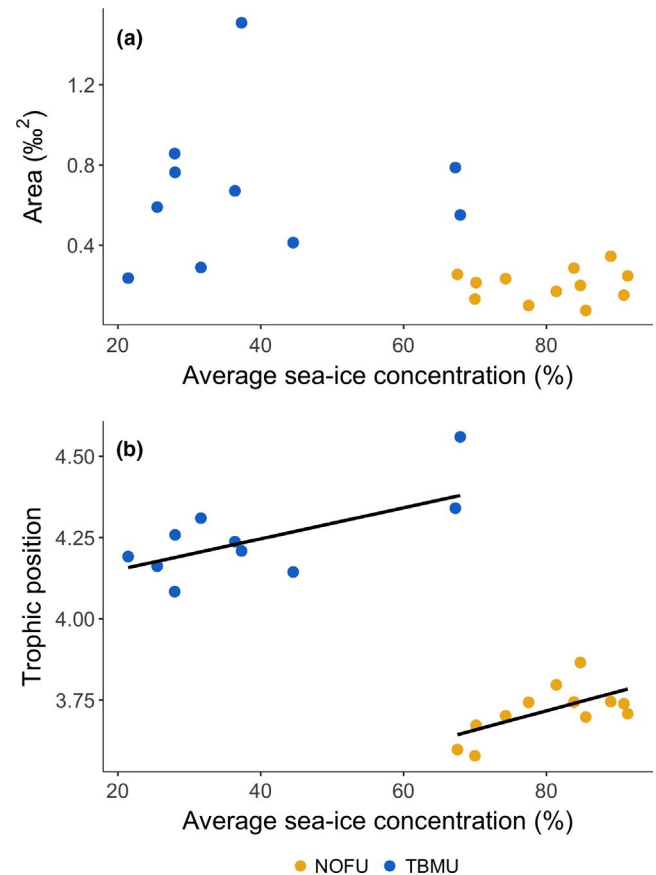 (a)
1.2
0.8
0.4
Area (‰²)
20 40 60 80
Average sea-ice concentration (%)
(b)
4.50
4.25
4.00
3.75
Trophic position
20 40 60 80
Average sea-ice concentration (%)
NOFU TBMU